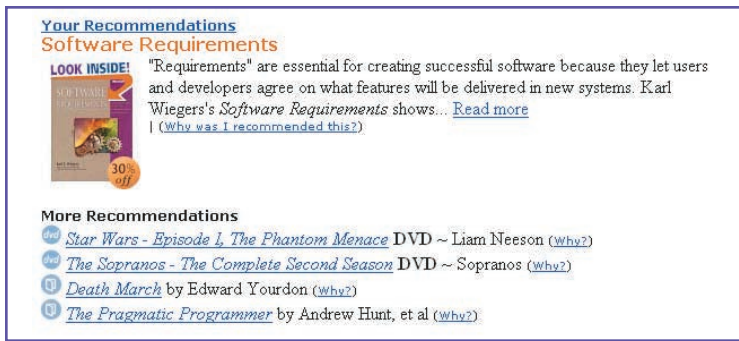 Your Recommendations
Software Requirements
LOOK INSIDE!
"Requirements" are essential for creating successful software because they let users
and developers agree on what features will be delivered in new systems. Karl
Wiegers's Software Requirements shows... Read more
| (Why was I recommended this?)
SOFTWARE
REQUIREMENTS
30%
off
More Recommendations
dvd Star Wars - Episode I, The Phantom Menace DVD ~ Liam Neeson (Why?)
dvd The Sopranos - The Complete Second Season DVD ~ Sopranos (Why?)
Death March by Edward Yourdon (Why?)
The Pragmatic Programmer by Andrew Hunt, et al (Why?)